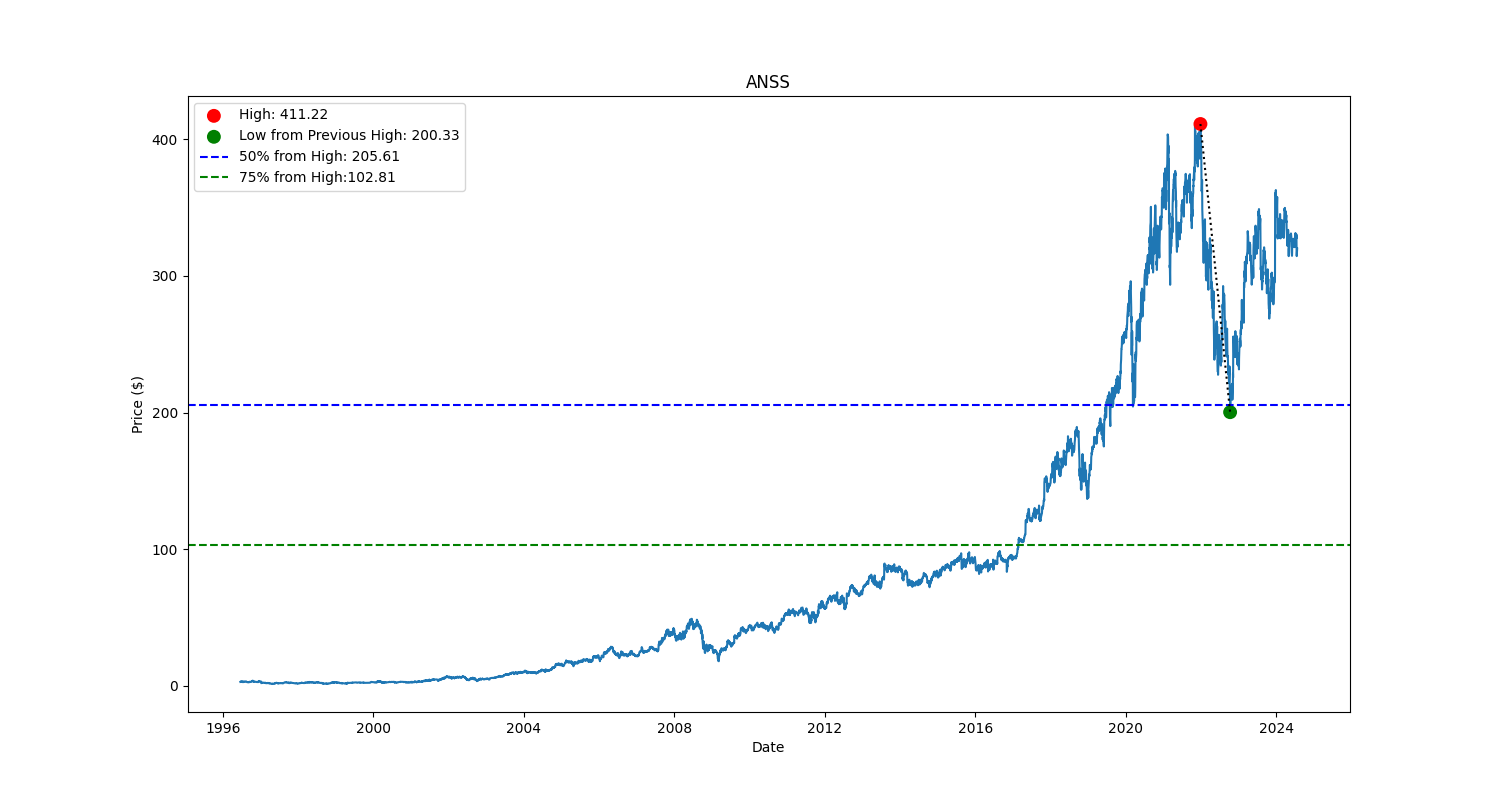 ANSS
High: 411.22
Low from Previous High: 200.33
50% from High: 205.61
75% from High:102.81
Price ($)
400
300
200
100
0
1996 2000 2004 2008 2012 2016 2020 2024
Date